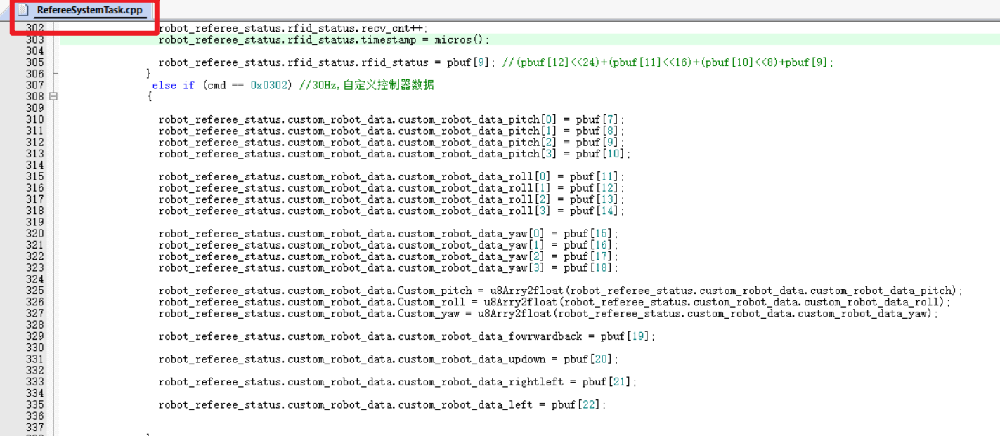 RefereeSystemTask.cpp
302 robot_referee_status.rfid_status.recv_cnt++;
303 robot_referee_status.rfid_status.timestamp = micros();
304
305 robot_referee_status.rfid_status.rfid_status = pbuf[9]; //(pbuf[12]<<24)+(pbuf[11]<<16)+(pbuf[10]<<8)+pbuf[9];
306 }
307 else if (cmd == 0x0302) //30Hz,自定义控制器数据
308 {
309
310 robot_referee_status.custom_robot_data.custom_robot_data_pitch[0] = pbuf[7];
311 robot_referee_status.custom_robot_data.custom_robot_data_pitch[1] = pbuf[8];
312 robot_referee_status.custom_robot_data.custom_robot_data_pitch[2] = pbuf[9];
313 robot_referee_status.custom_robot_data.custom_robot_data_pitch[3] = pbuf[10];
314
315 robot_referee_status.custom_robot_data.custom_robot_data_roll[0] = pbuf[11];
316 robot_referee_status.custom_robot_data.custom_robot_data_roll[1] = pbuf[12];
317 robot_referee_status.custom_robot_data.custom_robot_data_roll[2] = pbuf[13];
318 robot_referee_status.custom_robot_data.custom_robot_data_roll[3] = pbuf[14];
319
320 robot_referee_status.custom_robot_data.custom_robot_data_yaw[0] = pbuf[15];
321 robot_referee_status.custom_robot_data.custom_robot_data_yaw[1] = pbuf[16];
322 robot_referee_status.custom_robot_data.custom_robot_data_yaw[2] = pbuf[17];
323 robot_referee_status.custom_robot_data.custom_robot_data_yaw[3] = pbuf[18];
324
325 robot_referee_status.custom_robot_data.Custom_pitch = u8Arry2float(robot_referee_status.custom_robot_data.custom_robot_data_pitch);
326 robot_referee_status.custom_robot_data.Custom_roll = u8Arry2float(robot_referee_status.custom_robot_data.custom_robot_data_roll);
327 robot_referee_status.custom_robot_data.Custom_yaw = u8Arry2float(robot_referee_status.custom_robot_data.custom_robot_data_yaw);
328
329 robot_referee_status.custom_robot_data.custom_robot_data_fowrwardback = pbuf[19];
330
331 robot_referee_status.custom_robot_data.custom_robot_data_updown = pbuf[20];
332
333 robot_referee_status.custom_robot_data.custom_robot_data_rightleft = pbuf[21];
334
335 robot_referee_status.custom_robot_data.custom_robot_data_left = pbuf[22];
336
337